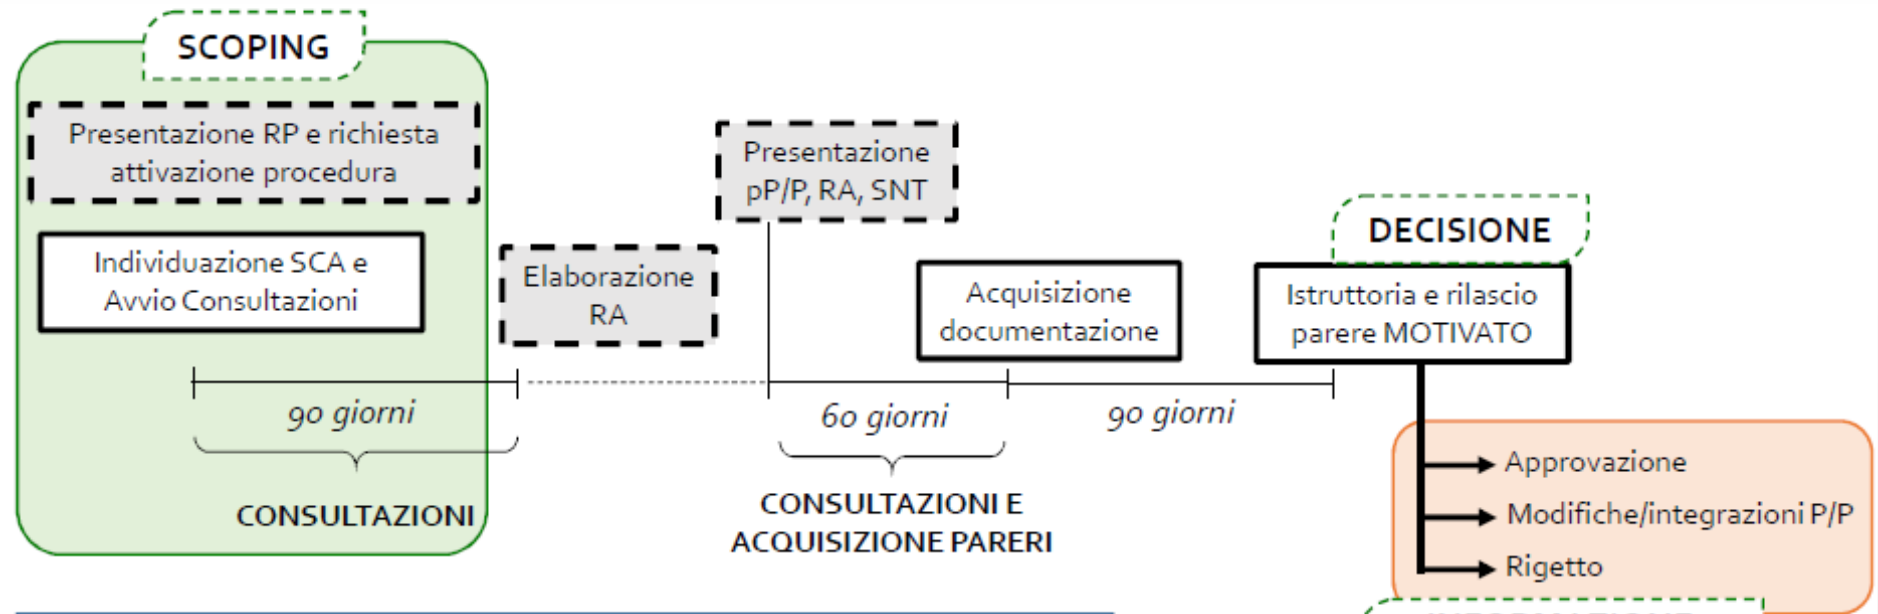 SCOPING
Presentazione RP e richiesta
attivazione procedura
Individuazione SCA e
Avvio Consultazioni
90 giorni
CONSULTAZIONI
Elaborazione
RA
Presentazione
pP/P, RA, SNT
60 giorni
CONSULTAZIONI E
ACQUISIZIONE PARERI
Acquisizione
documentazione
90 giorni
DECISIONE
Istruttoria e rilascio
parere MOTIVATO
Approvazione
Modifiche/integrazioni P/P
Rigetto